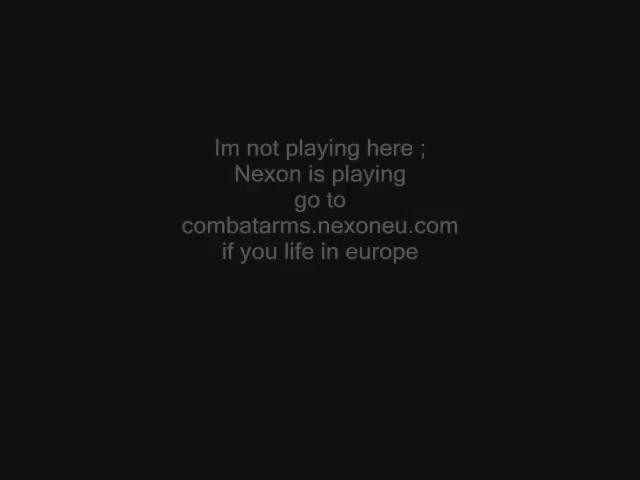 Im not playing here ;
Nexon is playing
go to
combatarms.nexoneu.com
if you life in europe